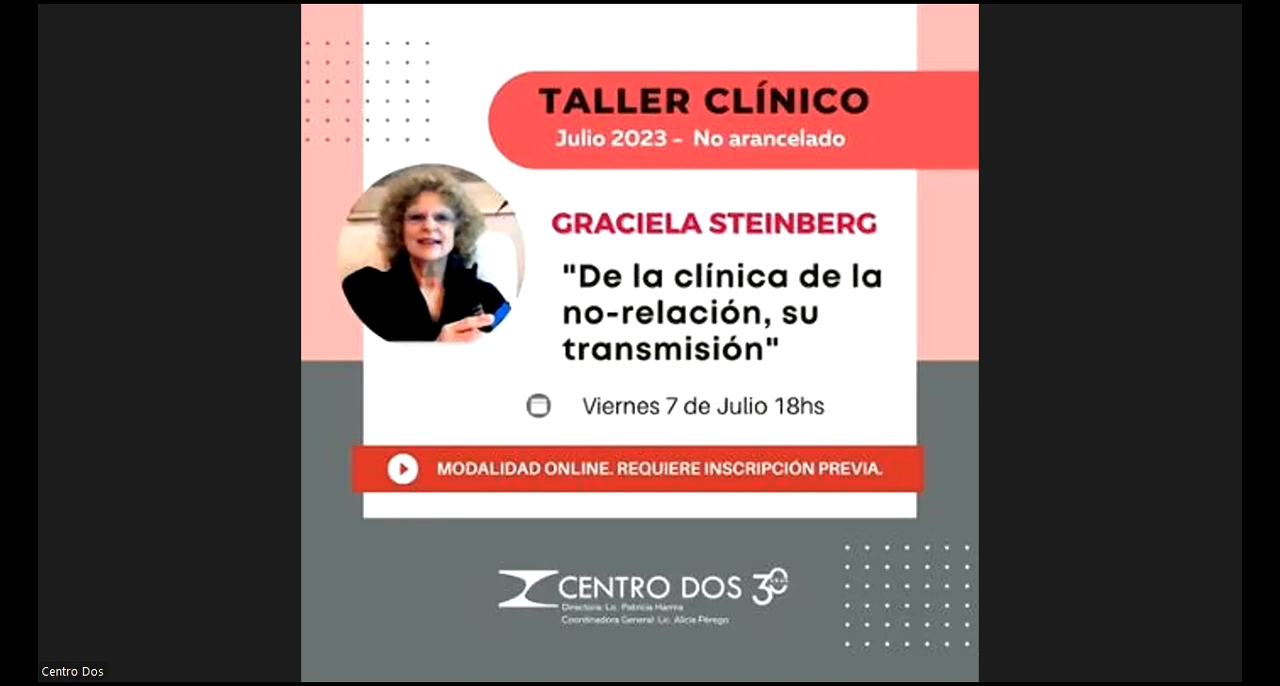 TALLER CLÍNICO
Julio 2023 - No arancelado
GRACIELA STEINBERG
"De la clínica de la
no-relación, su
transmisión"
Viernes 7 de Julio 18hs
MODALIDAD ONLINE. REQUIERE INSCRIPCIÓN PREVIA.
CENTRO DOS 30
Directora: Lic. Patricia Hamra
Coordinadora General: Lic. Alicia Pérego
Centro Dos